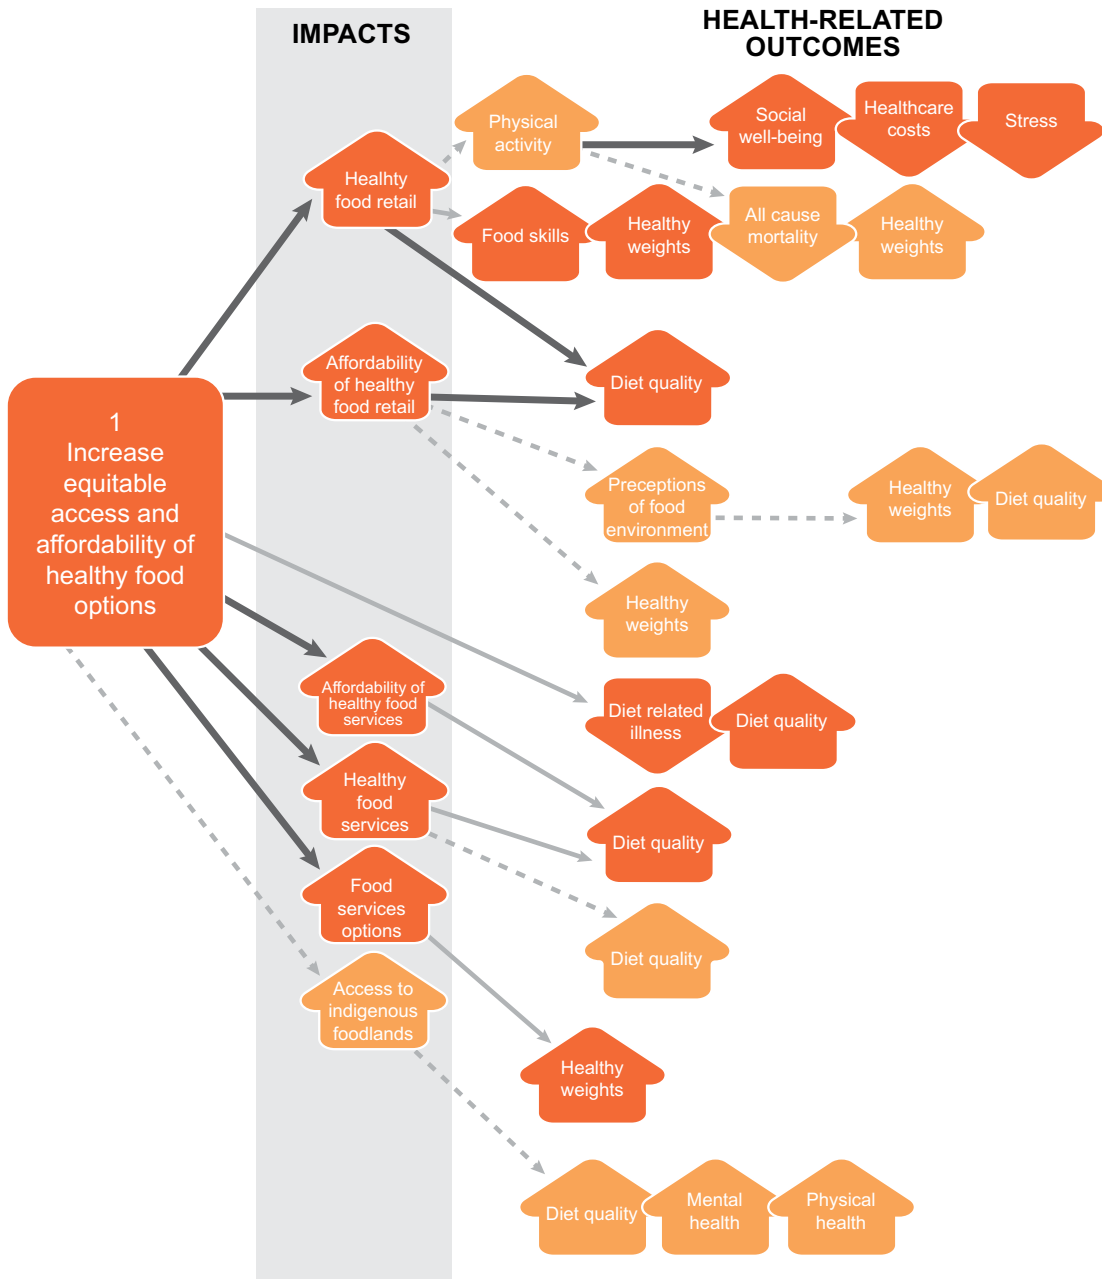 IMPACTS
HEALTH-RELATED
OUTCOMES
Physical
activity
Social
well-being
Healthcare
costs
Stress
Healhty
food retail
Food skills
Healthy
weights
All cause
mortality
Healthy
weights
Affordability
of healthy
food retail
Diet quality
1
Increase
equitable
access and
affordability of
healthy food
options
Preceptions
of food
environment
Healthy
weights
Diet quality
Healthy
weights
Affordability of
healthy food
services
Diet related
illness
Diet quality
Healthy
food
services
Diet quality
Food
services
options
Diet quality
Access to
indigenous
foodlands
Healthy
weights
Diet quality
Mental
health
Physical
health